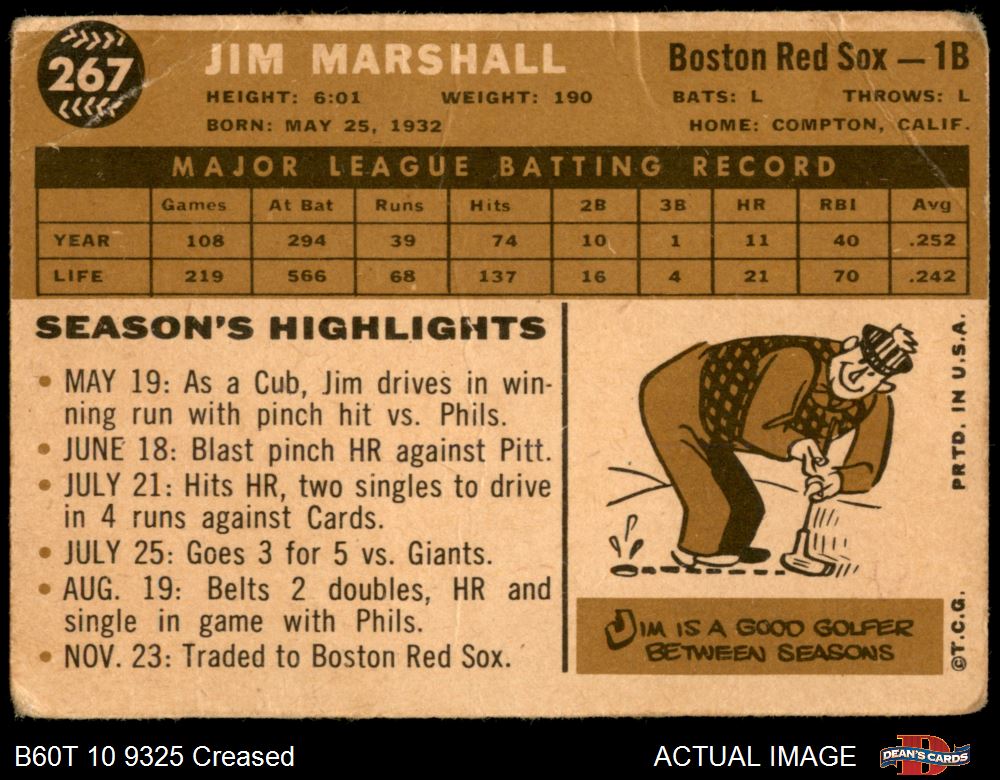 267
JIM MARSHALL
Boston Red Sox — 1B
HEIGHT: 6:01 WEIGHT: 190 BATS: L THROWS: L
BORN: MAY 25, 1932 HOME: COMPTON, CALIF.
MAJOR LEAGUE BATTING RECORD
Games At Bat Runs Hits 2B 3B HR RBI Avg
YEAR 108 294 39 74 10 1 11 40 .252
LIFE 219 566 68 137 16 4 21 70 .242
SEASON'S HIGHLIGHTS
• MAY 19: As a Cub, Jim drives in win-
ning run with pinch hit vs. Phils.
• JUNE 18: Blast pinch HR against Pitt.
• JULY 21: Hits HR, two singles to drive
in 4 runs against Cards.
• JULY 25: Goes 3 for 5 vs. Giants.
• AUG. 19: Belts 2 doubles, HR and
single in game with Phils.
• NOV. 23: Traded to Boston Red Sox.
JIM IS A GOOD GOLFER
BETWEEN SEASONS
PRTD. IN U.S.A.
©T.C.G.
B60T 10 9325 Creased
ACTUAL IMAGE
DEAN'S CARDS